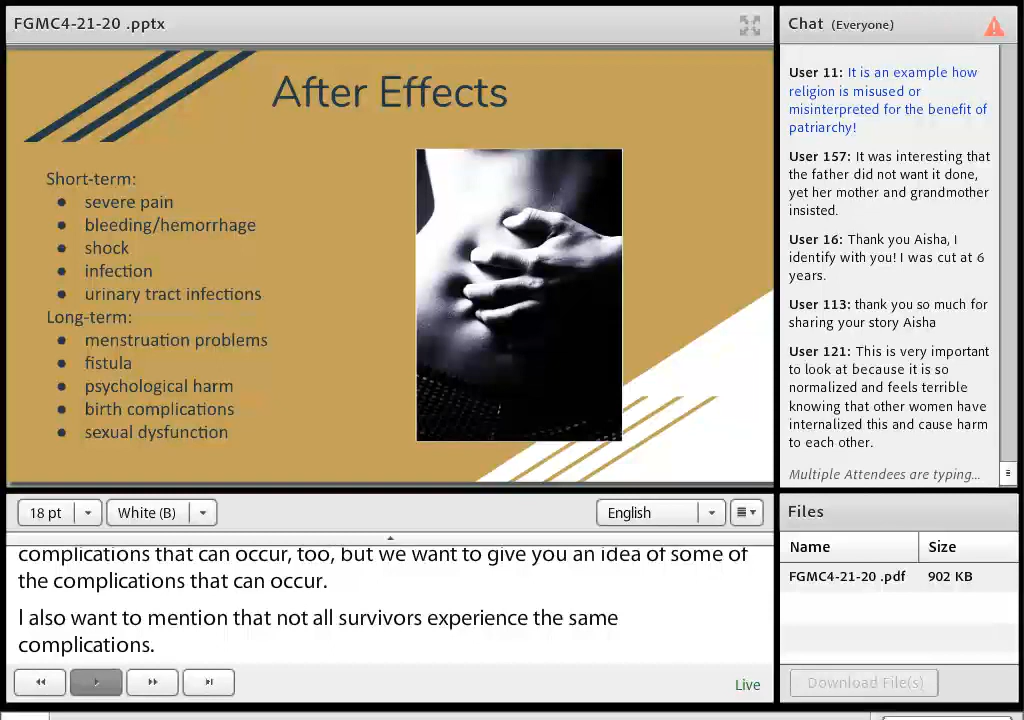 FGMC4-21-20 .pptx
After Effects
Short-term:
● severe pain
● bleeding/hemorrhage
● shock
● infection
● urinary tract infections
Long-term:
● menstruation problems
● fistula
● psychological harm
● birth complications
● sexual dysfunction
Chat (Everyone)
User 11: It is an example how
religion is misused or
misinterpreted for the benefit of
patriarchy!
User 157: It was interesting that
the father did not want it done,
yet her mother and grandmother
insisted.
User 16: Thank you Aisha, I
identify with you! I was cut at 6
years.
User 113: thank you so much for
sharing your story Aisha
User 121: This is very important
to look at because it is so
normalized and feels terrible
knowing that other women have
internalized this and cause harm
to each other.
Multiple Attendees are typing...
18 pt
White (B)
English
complications that can occur, too, but we want to give you an idea of some of
the complications that can occur.
I also want to mention that not all survivors experience the same
complications.
Live
Files
Name Size
FGMC4-21-20 .pdf 902 KB
Download File(s)